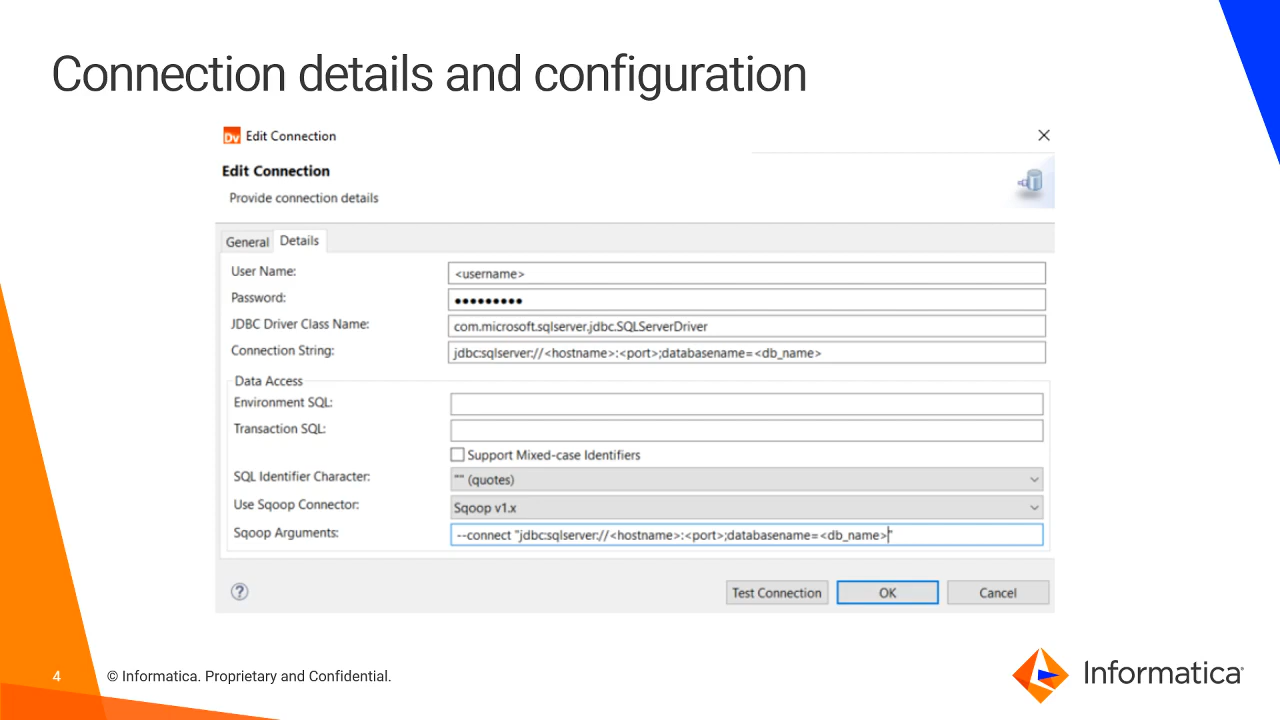 Connection details and configuration
Dv Edit Connection
Edit Connection
Provide connection details
General Details
User Name: <username>
Password: ●●●●●●●●●
JDBC Driver Class Name: com.microsoft.sqlserver.jdbc.SQLServerDriver
Connection String: jdbc:sqlserver://<hostname>:<port>;databasename=<db_name>
Data Access
Environment SQL:
Transaction SQL:
Support Mixed-case Identifiers
SQL Identifier Character: "" (quotes)
Use Sqoop Connector: Sqoop v1.x
Sqoop Arguments: --connect "jdbc:sqlserver://<hostname>:<port>;databasename=<db_name>"
? Test Connection OK Cancel
4 © Informatica. Proprietary and Confidential.
Informatica